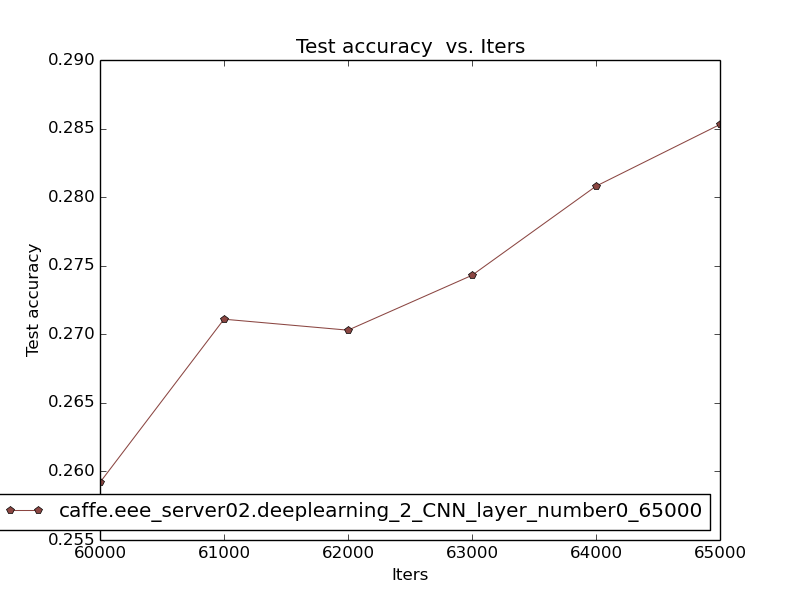 Test accuracy  vs. Iters
0.290
0.285
0.280
0.275
0.270
0.265
0.260
0.255
Test accuracy
caffe.eee_server02.deeplearning_2_CNN_layer_number0_65000
60000 61000 62000 63000 64000 65000
Iters